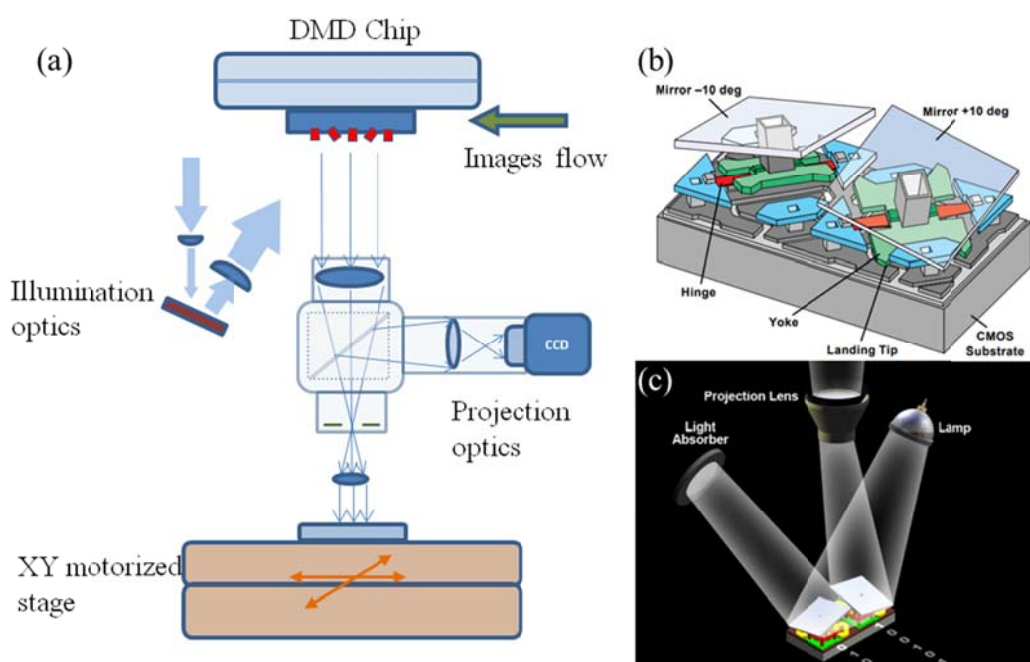 (a)
DMD Chip
Images flow
Illumination
optics
CCD
Projection
optics
XY motorized
stage
(b)
Mirror –10 deg
Mirror +10 deg
Hinge
Yoke
Landing Tip
CMOS
Substrate
(c)
Projection Lens
Lamp
Light
Absorber